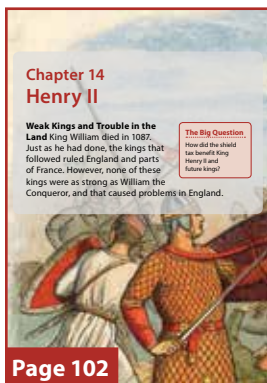 Chapter 14
Henry II
Weak Kings and Trouble in the
Land King William died in 1087.
Just as he had done, the kings that
followed ruled England and parts
of France. However, none of these
kings were as strong as William the
Conqueror, and that caused problems in England.
The Big Question
How did the shield
tax benefit King
Henry II and
future kings?
Page 102